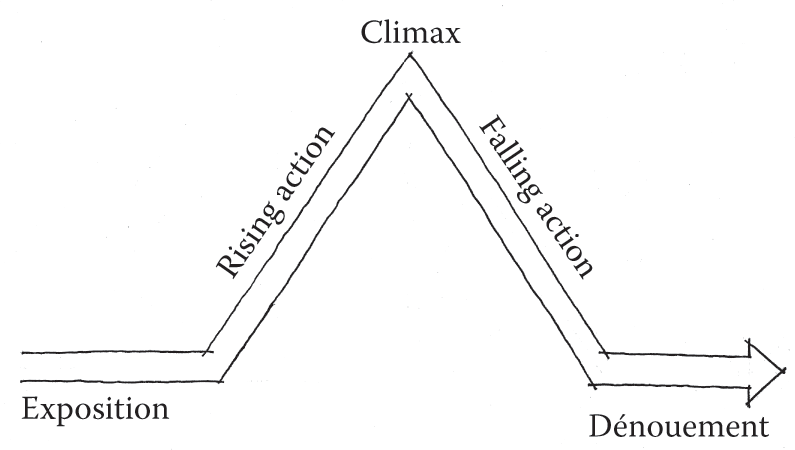 Climax
Rising action
Falling action
Exposition
Dénouement